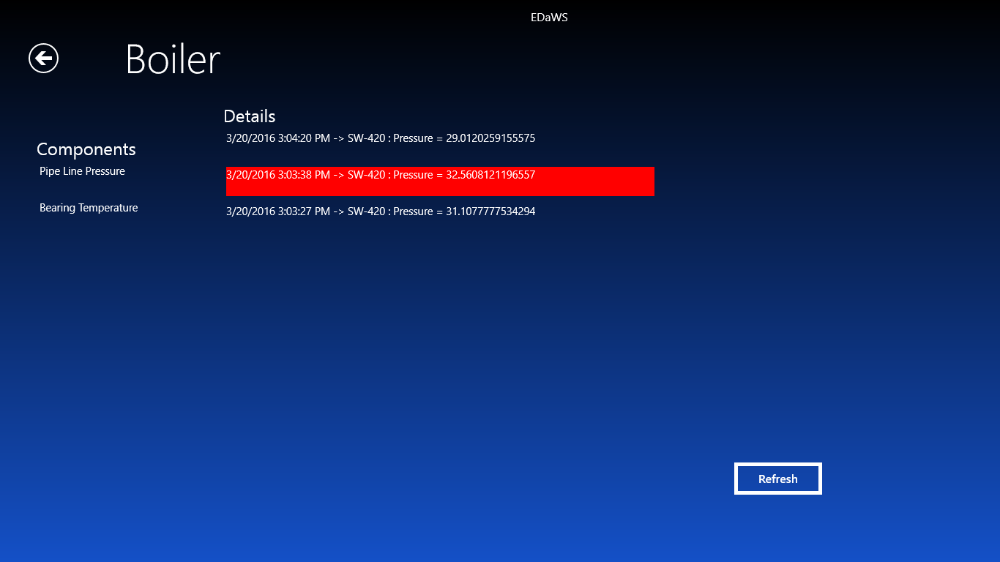 EDaWS
Boiler
Components
Pipe Line Pressure
Bearing Temperature
Details
3/20/2016 3:04:20 PM -> SW-420 : Pressure = 29.0120259155575
3/20/2016 3:03:38 PM -> SW-420 : Pressure = 32.5608121196557
3/20/2016 3:03:27 PM -> SW-420 : Pressure = 31.1077777534294
Refresh